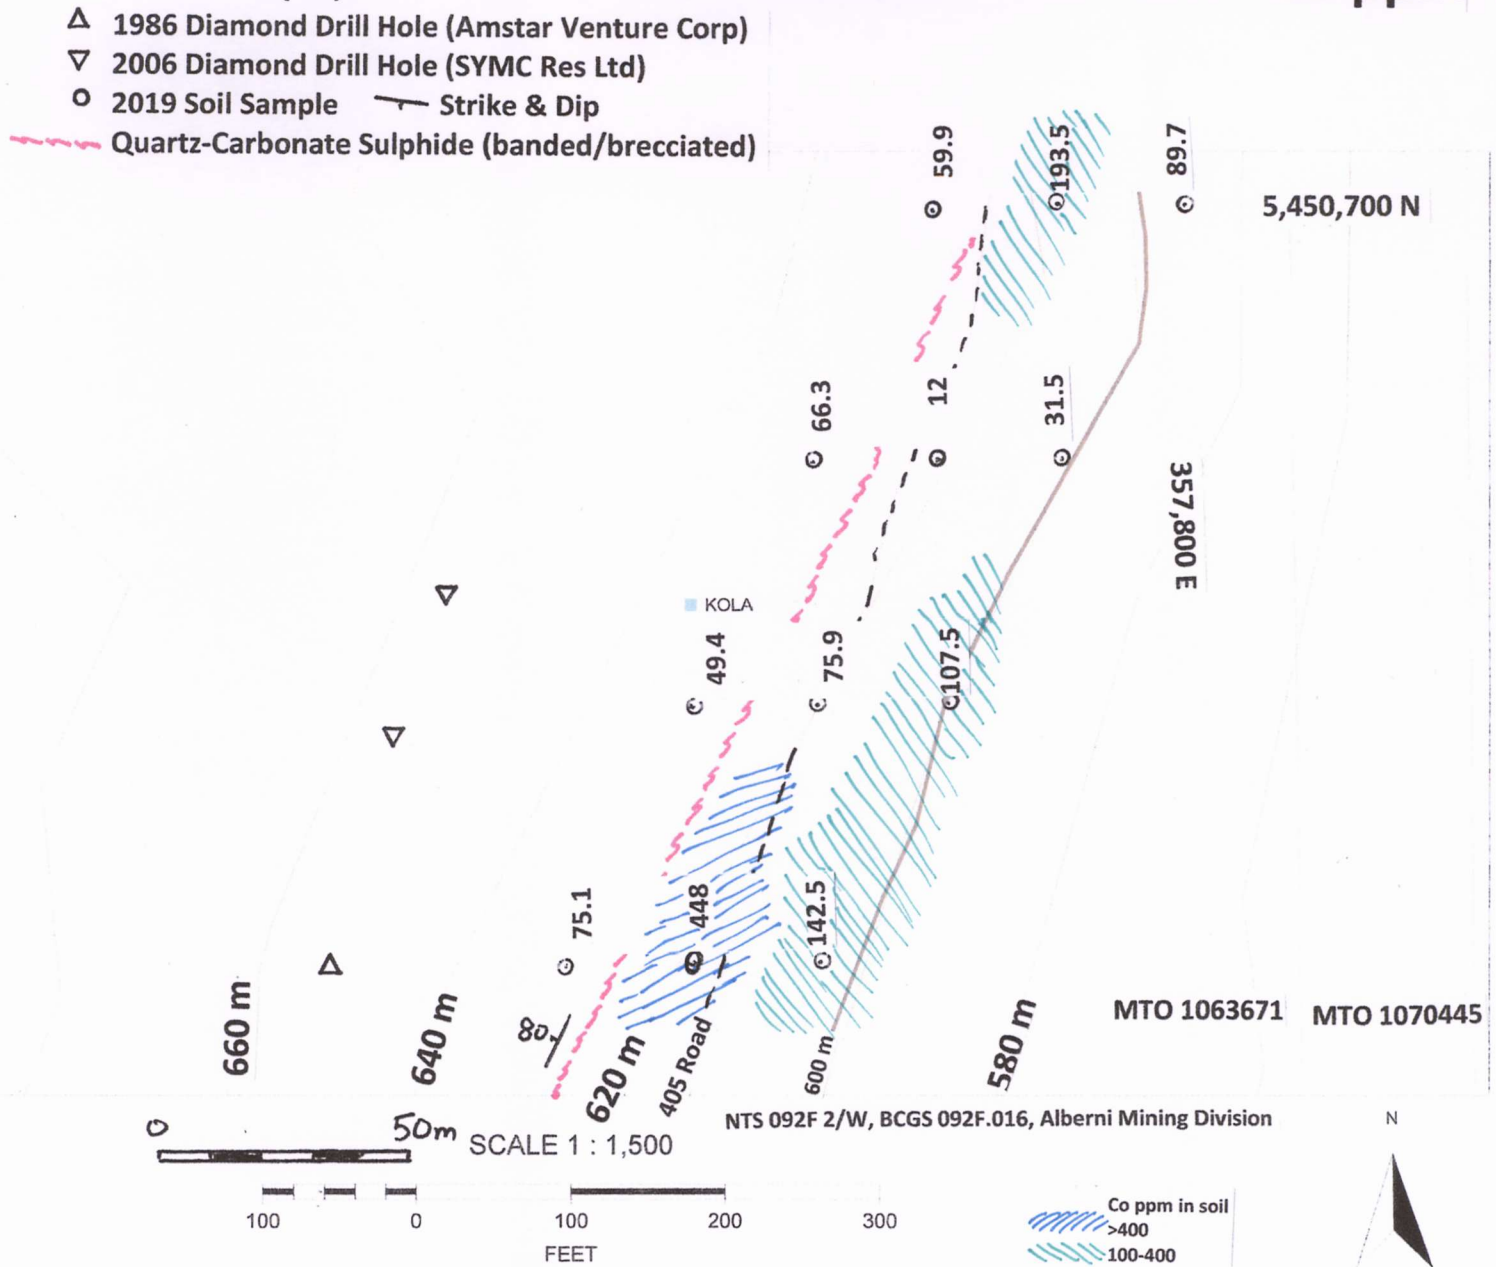 1986 Diamond Drill Hole (Amstar Venture Corp)
2006 Diamond Drill Hole (SYMC Res Ltd)
2019 Soil Sample
Strike & Dip
Quartz-Carbonate Sulphide (banded/brecciated)
59.9
193.5
89.7
5,450,700 N
66.3
12
31.5
357,800 E
KOLA
49.4
75.9
107.5
75.1
448
142.5
660 m
640 m
80
620 m
405 Road
600 m
580 m
MTO 1063671
MTO 1070445
NTS 092F 2/W, BCGS 092F.016, Alberni Mining Division
0 50m
SCALE 1 : 1,500
100 0 100 200 300
FEET
N
Co ppm in soil
>400
100-400